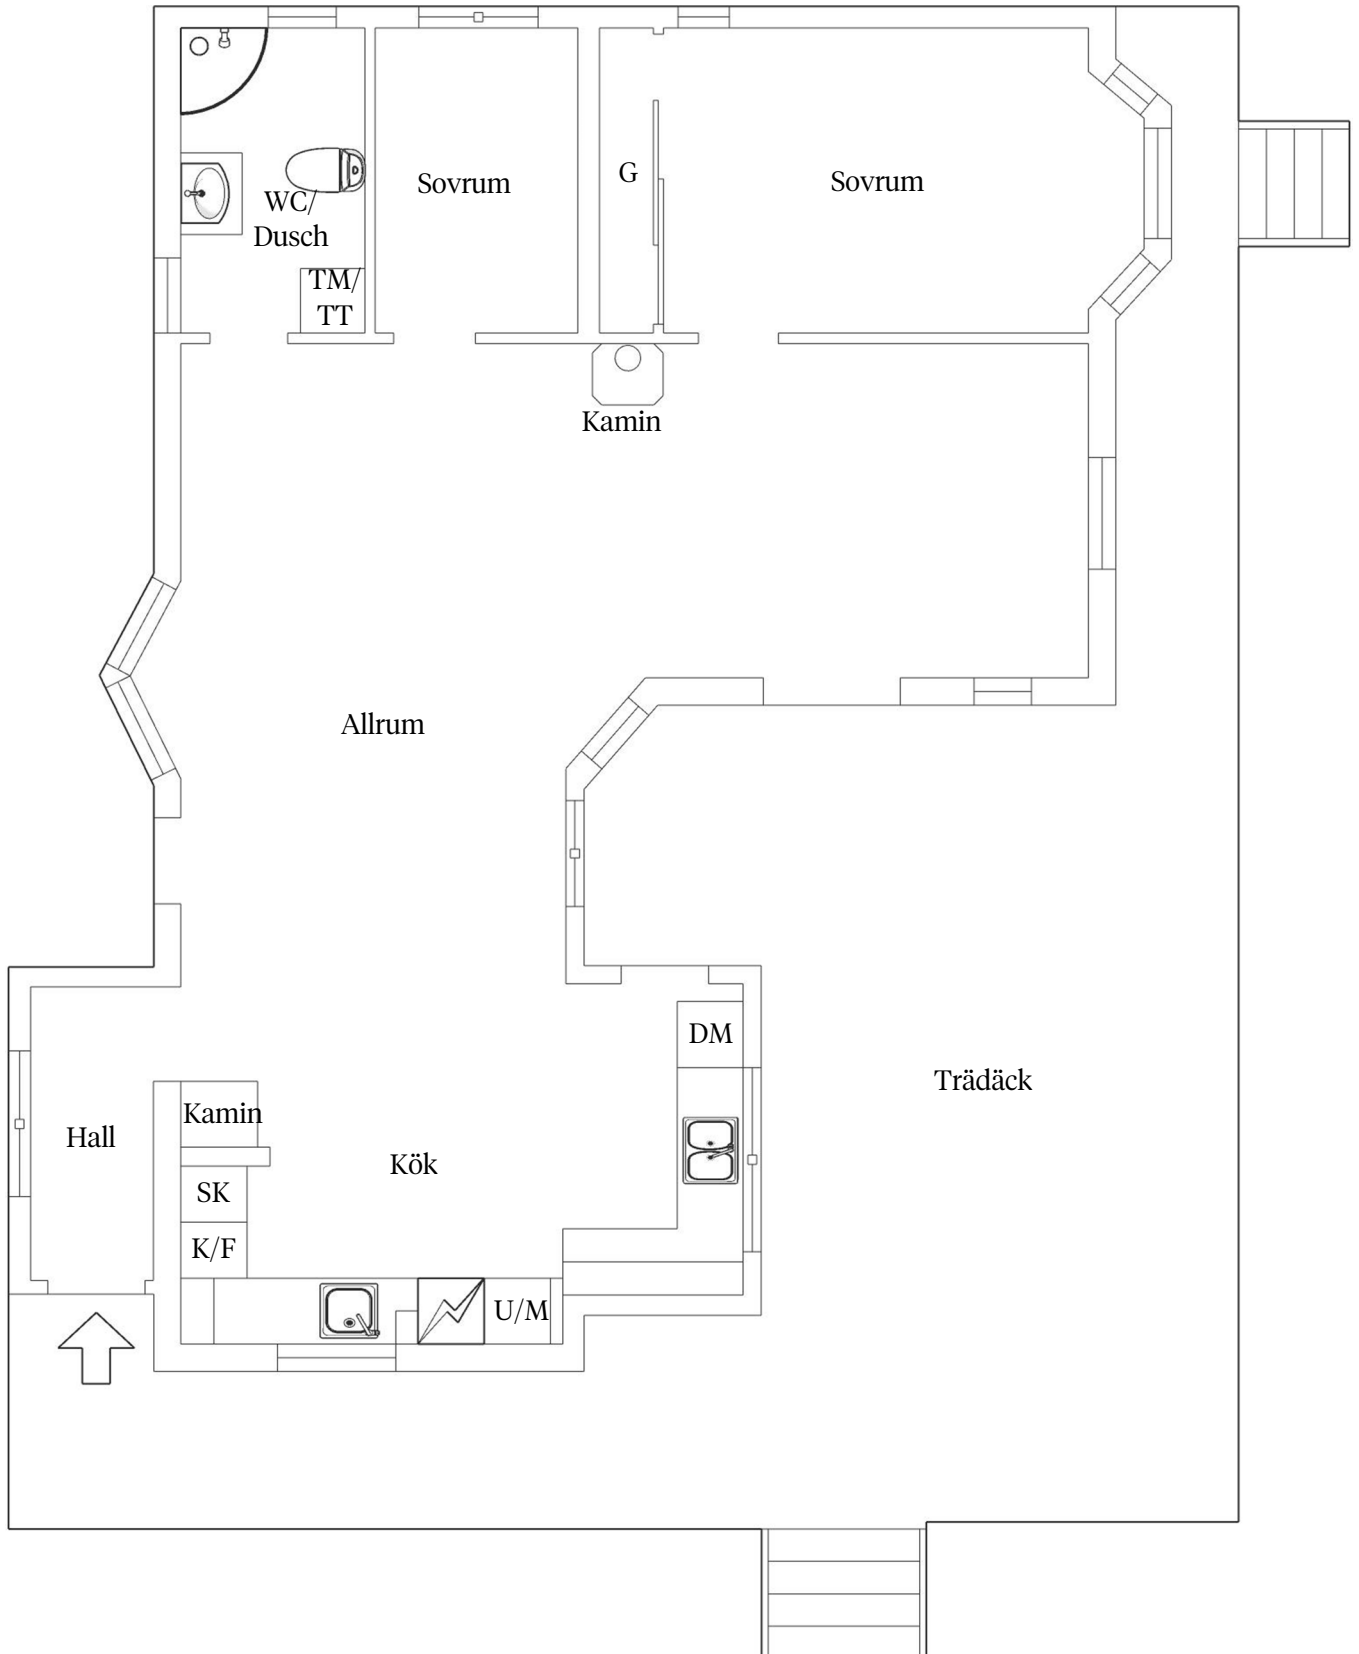 Sovrum
G
Sovrum
WC/
Dusch
TM/
TT
Kamin
Allrum
DM
Trädäck
Kamin
Hall
Kök
SK
K/F
U/M